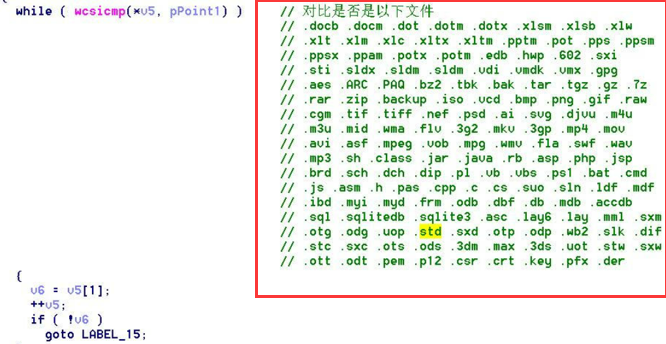 while ( wcsicmp(*v5, pPoint1) )
// 对比是否是以下文件
// .docb .docm .dot .dotm .dotx .xlsm .xlsb .xlw
// .xlt .xlm .xlc .xltx .xltm .pptm .pot .pps .ppsm
// .ppsx .ppam .potx .potm .edb .hwp .602 .sxi
// .sti .sldx .sldm .sldm .vdi .vmdk .vmx .gpg
// .aes .ARC .PAQ .bz2 .tbk .bak .tar .tgz .gz .7z
// .rar .zip .backup .iso .vcd .bmp .png .gif .raw
// .cgm .tif .tiff .nef .psd .ai .svg .djvu .m4u
// .m3u .mid .wma .flv .3g2 .mkv .3gp .mp4 .mov
// .avi .asf .mpeg .vob .mpg .wmv .fla .swf .wav
// .mp3 .sh .class .jar .java .rb .asp .php .jsp
// .brd .sch .dch .dip .pl .vb .vbs .ps1 .bat .cmd
// .js .asm .h .pas .cpp .c .cs .suo .sln .ldf .mdf
// .ibd .myi .myd .frm .odb .dbf .db .mdb .accdb
// .sql .sqlitedb .sqlite3 .asc .lay6 .lay .mml .sxm
// .otg .odg .uop .std .sxd .otp .odp .wb2 .slk .dif
// .stc .sxc .ots .ods .3dm .max .3ds .uot .stw .sxw
// .ott .odt .pem .p12 .csr .crt .key .pfx .der
{
v6 = v5[1];
++v5;
if ( !v6 )
goto LABEL_15;